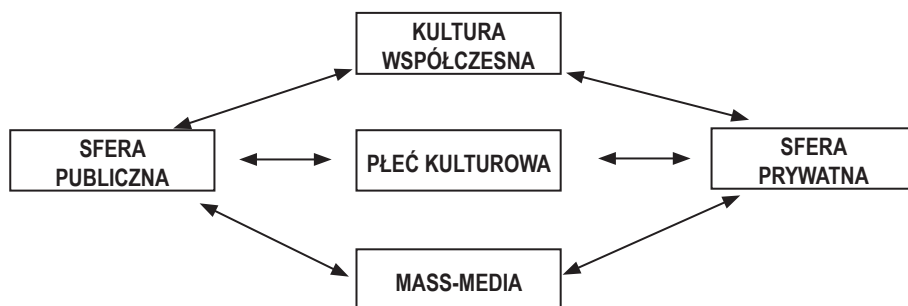 KULTURA
WSPÓŁCZESNA
SFERA
PUBLICZNA
PŁEĆ KULTUROWA
SFERA
PRYWATNA
MASS-MEDIA